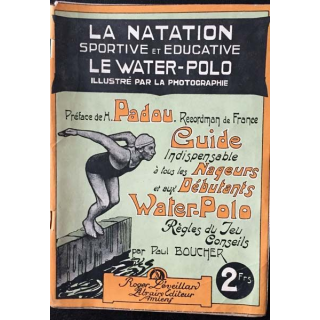 LA NATATION
SPORTIVE ET EDUCATIVE
LE WATER-POLO
ILLUSTRÉ PAR LA PHOTOGRAPHIE
Préface de H. Padou. Recordman de France
Guide
Indispensable
à tous les Nageurs
et aux Débutants
Water-Polo
Règles du Jeu
Conseils
par Paul BOUCHER
2 Frs
Roger Léveillard
Libraire Editeur
Amiens